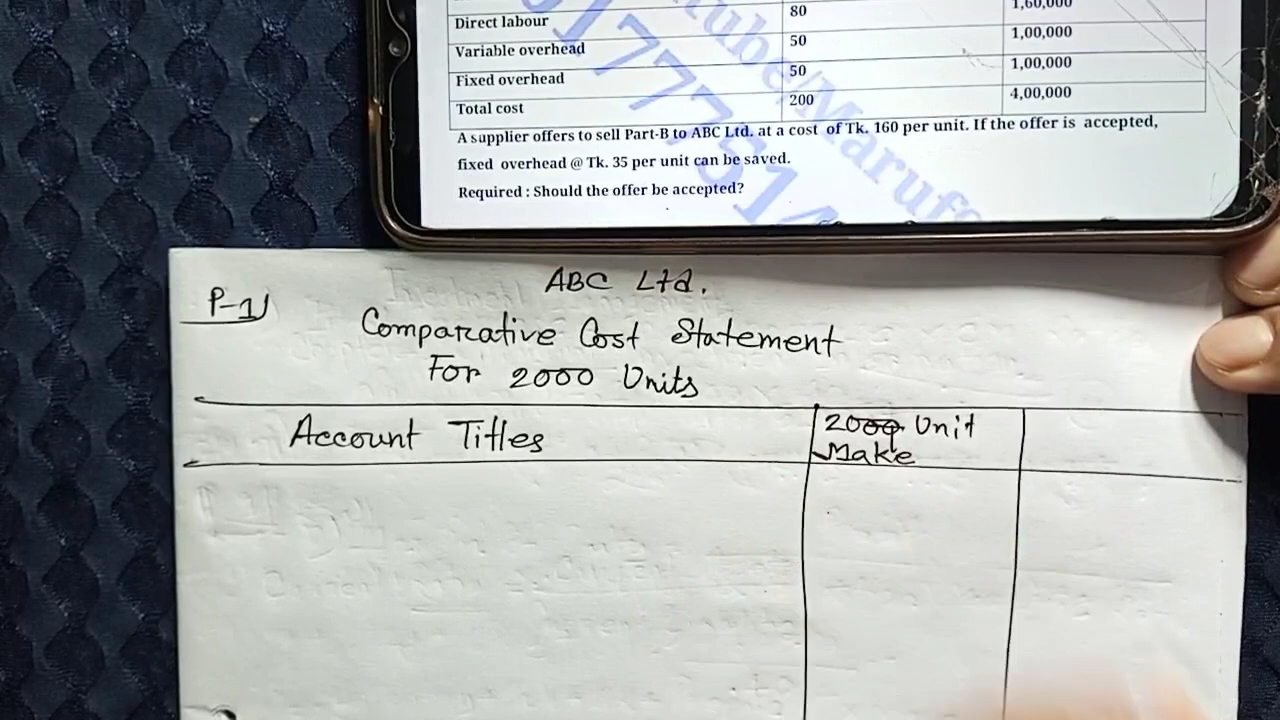 Direct labour 80 1,60,000
Variable overhead 50 1,00,000
Fixed overhead 50 1,00,000
Total cost 200 4,00,000
A supplier offers to sell Part-B to ABC Ltd. at a cost of Tk. 160 per unit. If the offer is accepted,
fixed overhead @ Tk. 35 per unit can be saved.
Required : Should the offer be accepted?
P-1
ABC Ltd.
Comparative Cost Statement
For 2000 Units
Account Titles 2000 Unit
Make